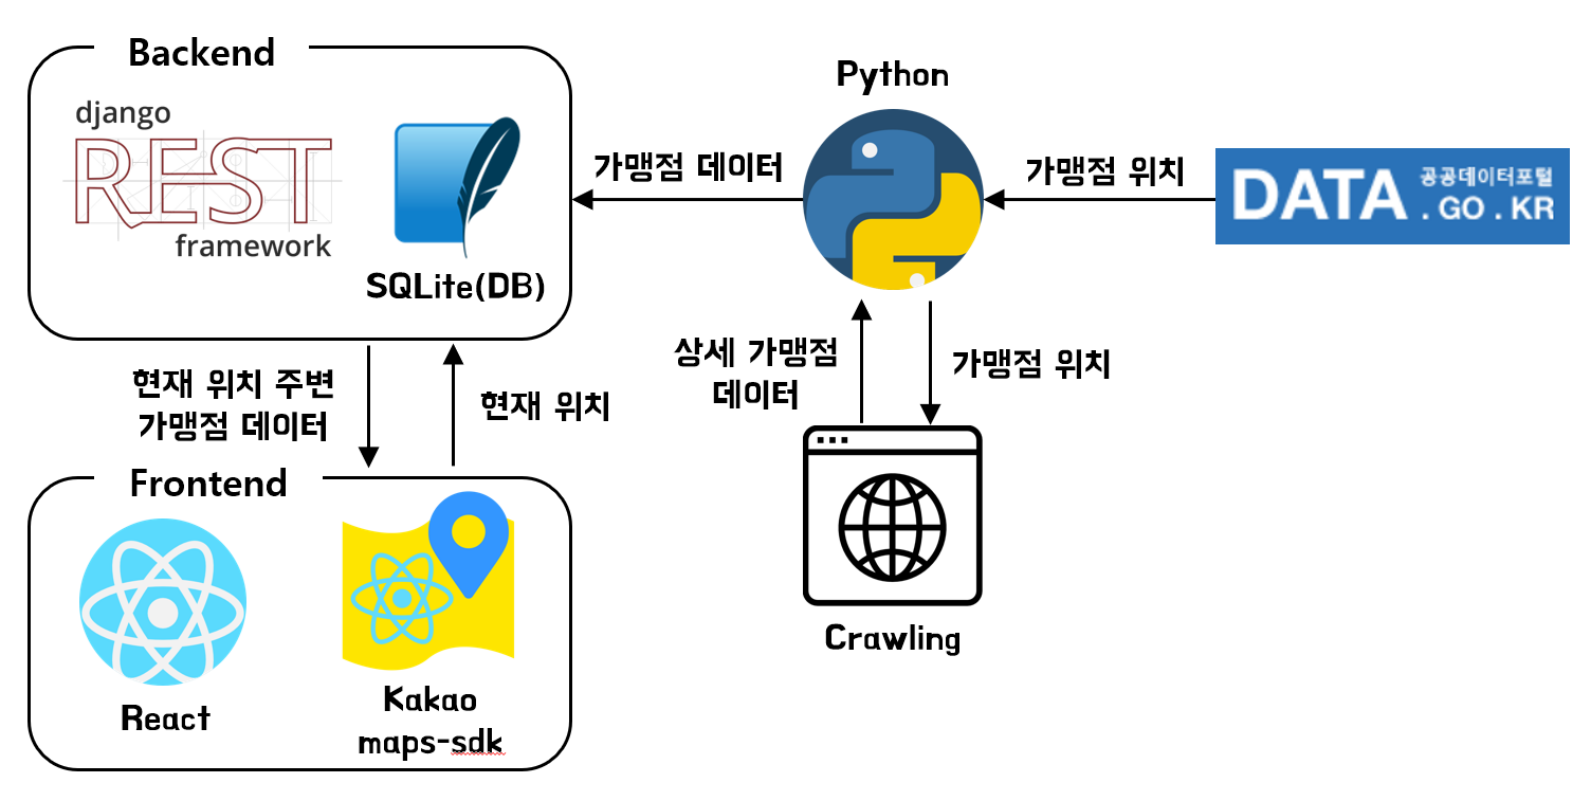 Backend
django
REST
framework
SQLite(DB)
가맹점 데이터
Python
가맹점 위치
DATA 공공데이터포털
.GO.KR
현재 위치 주변
가맹점 데이터
현재 위치
상세 가맹점
데이터
가맹점 위치
Frontend
React
Kakao
maps-sdk
Crawling